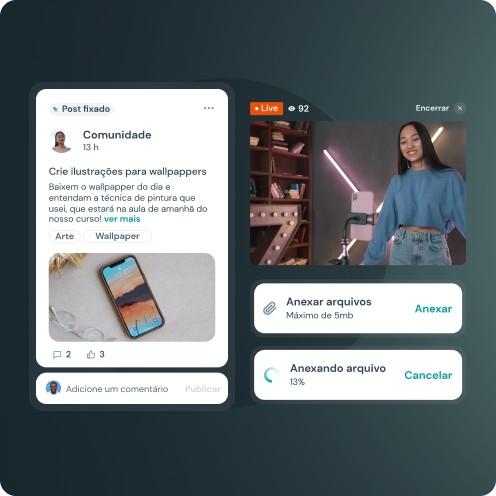 Post fixado
Comunidade
13 h
Crie ilustrações para wallpappers
Baixem o wallpapper do dia e
entendam a técnica de pintura que
usei, que estará na aula de amanhã do
nosso curso! ver mais
Arte
Wallpaper
2
3
Adicione um comentário
Publicar
Live
92
Encerrar
Anexar arquivos
Máximo de 5mb
Anexar
Anexando arquivo
13%
Cancelar